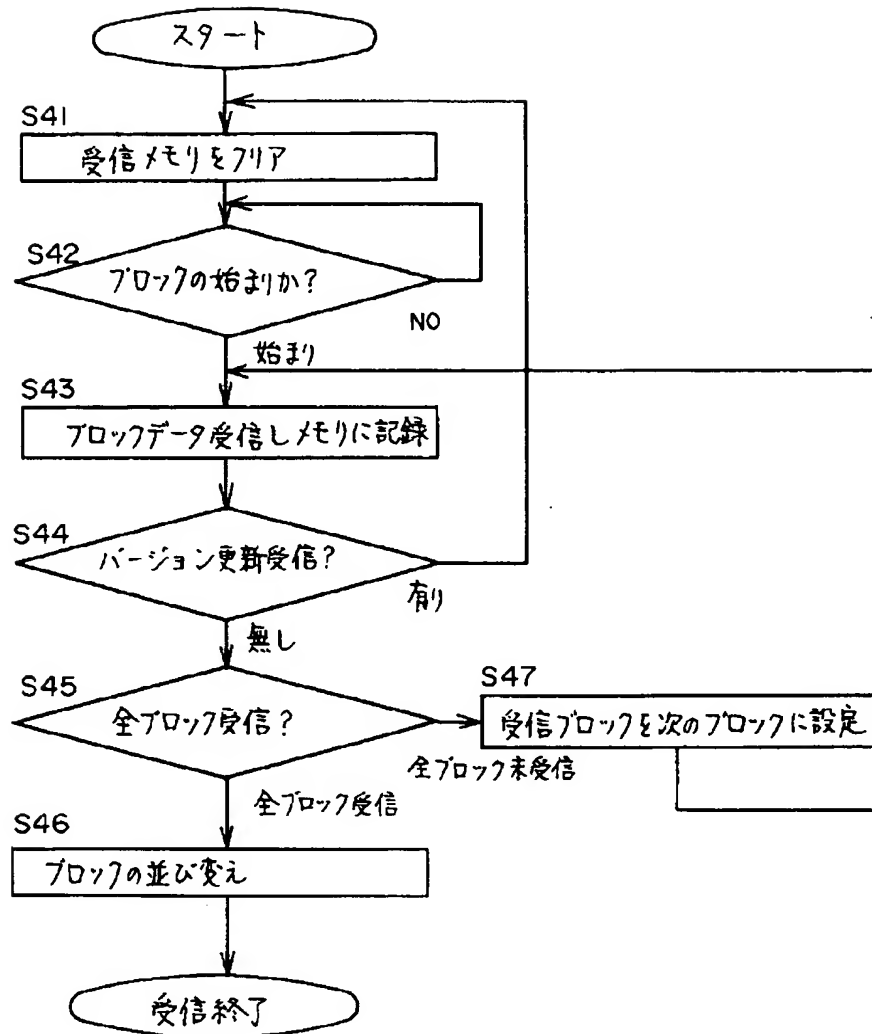 スタート
S41
受信メモリをクリア
S42
ブロックの始まりか?
NO
始まり
S43
ブロックデータ受信しメモリに記録
S44
バージョン更新受信?
有り
無し
S45
全ブロック受信?
S47
受信ブロックを次のブロックに設定
全ブロック未受信
全ブロック受信
S46
ブロックの並び変え
受信終了